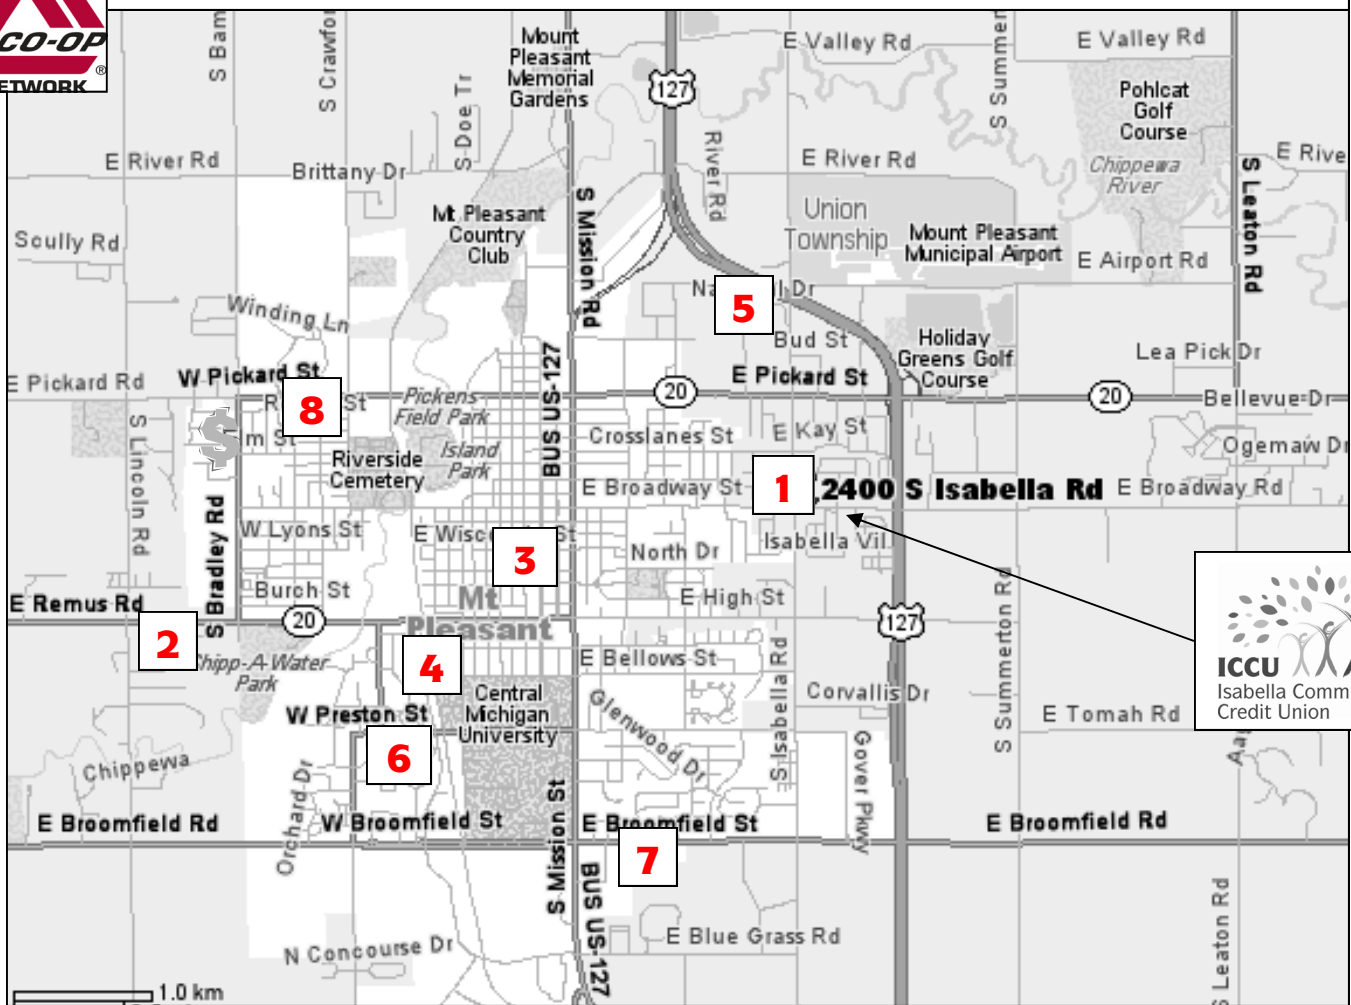 CO-OP
®
ETWORK
S Bam
S Crawfor
S Doe Tr
Mount
Pleasant
Memorial
Gardens
127
E Valley Rd
S Summer
E Valley Rd
Pohlcat
Golf
Course
E River Rd
Brittany Dr
River Rd
E River Rd
Chippewa
River
S Leaton Rd
E Rive
Scully Rd
Mt Pleasant
Country
Club
S Mission Rd
Union
Township
Mount Pleasant
Municipal Airport
E Airport Rd
Winding Ln
5
Bud St
Holiday
Greens Golf
Course
Lea Pick Dr
E Pickard Rd
W Pickard St
BUS US-127
20
E Pickard St
20
Bellevue Dr
8
St
Pickens
Field Park
$
m St
S Lincoln Rd
Riverside
Cemetery
Island
Park
Crosslanes St
E Kay St
Ogemaw Dr
E Broadway St
1
2400 S Isabella Rd
E Broadway Rd
S Bradley Rd
W Lyons St
E Wisc
St
3
North Dr
Isabella Vil
E Remus Rd
Burch St
20
Mt
Pleasant
E High St
127
S Summerton Rd
2
Chipp-A-Water
Park
4
E Bellows St
S Isabella Rd
ICCU
Isabella Comm
Credit Union
W Preston St
Central
Michigan
University
Glenwood Dr
Corvallis Dr
E Tomah Rd
6
Chippewa
Orchard Dr
Gover Pkwy
E Broomfield Rd
W Broomfield St
S Mission St
E Broomfield St
E Broomfield Rd
7
BUS US-127
N Concourse Dr
E Blue Grass Rd
S Leaton Rd
1.0 km